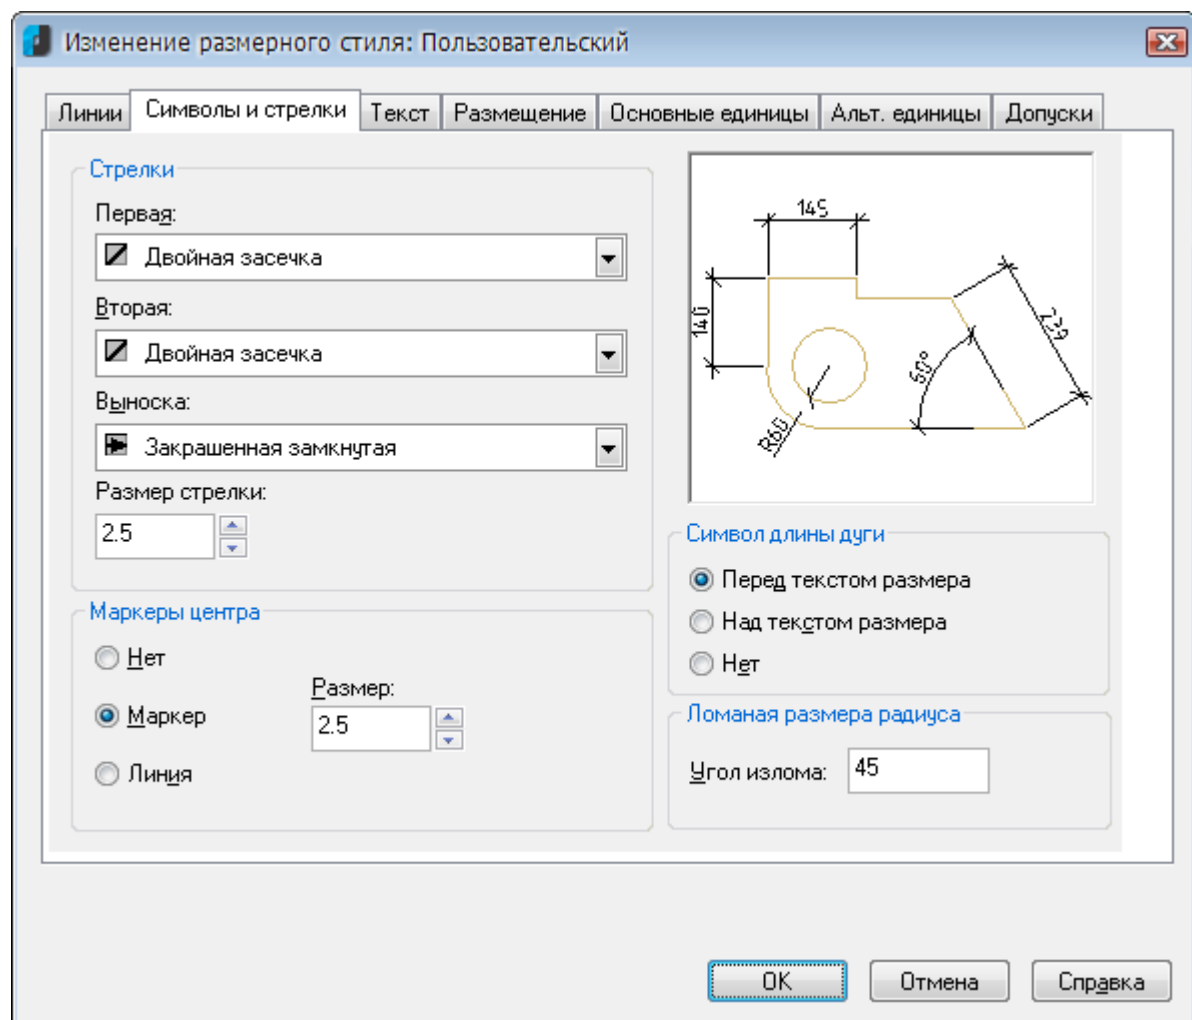 Изменение размерного стиля: Пользовательский
Линии Символы и стрелки Текст Размещение Основные единицы Альт. единицы Допуски
Стрелки
Первая:
Двойная засечка
Вторая:
Двойная засечка
Выноска:
Закрашенная замкнутая
Размер стрелки:
2.5
Маркеры центра
Нет
Маркер
Линия
Размер:
2.5
145
140
239
60°
R60
Символ длины дуги
Перед текстом размера
Над текстом размера
Нет
Ломаная размера радиуса
Угол излома: 45
OK Отмена Справка